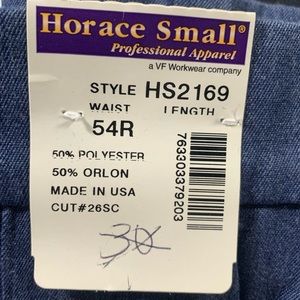 Horace Small®
Professional Apparel
a VF Workwear company
STYLE HS2169
WAIST LENGTH
54R
50% POLYESTER
50% ORLON
MADE IN USA
CUT#26SC
763303379203